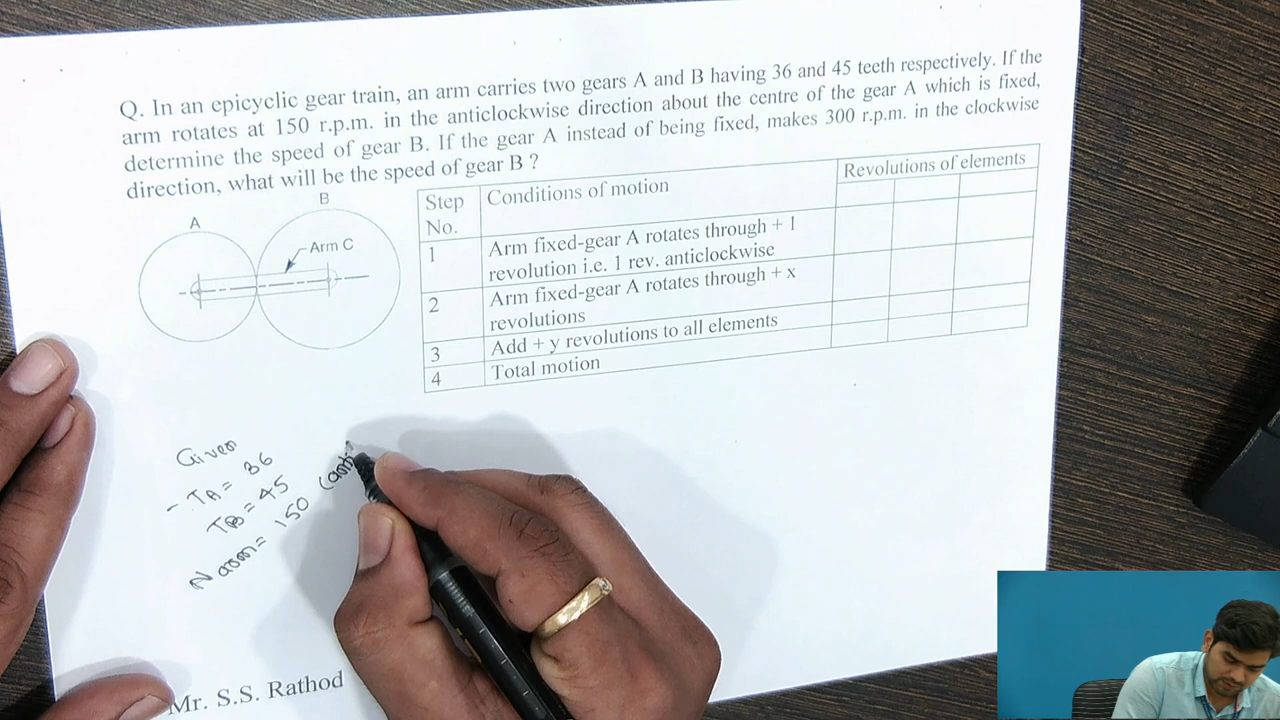 Q. In an epicyclic gear train, an arm carries two gears A and B having 36 and 45 teeth respectively. If the
arm rotates at 150 r.p.m. in the anticlockwise direction about the centre of the gear A which is fixed,
determine the speed of gear B. If the gear A instead of being fixed, makes 300 r.p.m. in the clockwise
direction, what will be the speed of gear B ?
A
B
Arm C
Step No.
Conditions of motion
Revolutions of elements
1
Arm fixed-gear A rotates through + 1
revolution i.e. 1 rev. anticlockwise
2
Arm fixed-gear A rotates through + x
revolutions
3
Add + y revolutions to all elements
4
Total motion
Given
- TA = 36
TB = 45
Narm = 150 (anti
Mr. S.S. Rathod